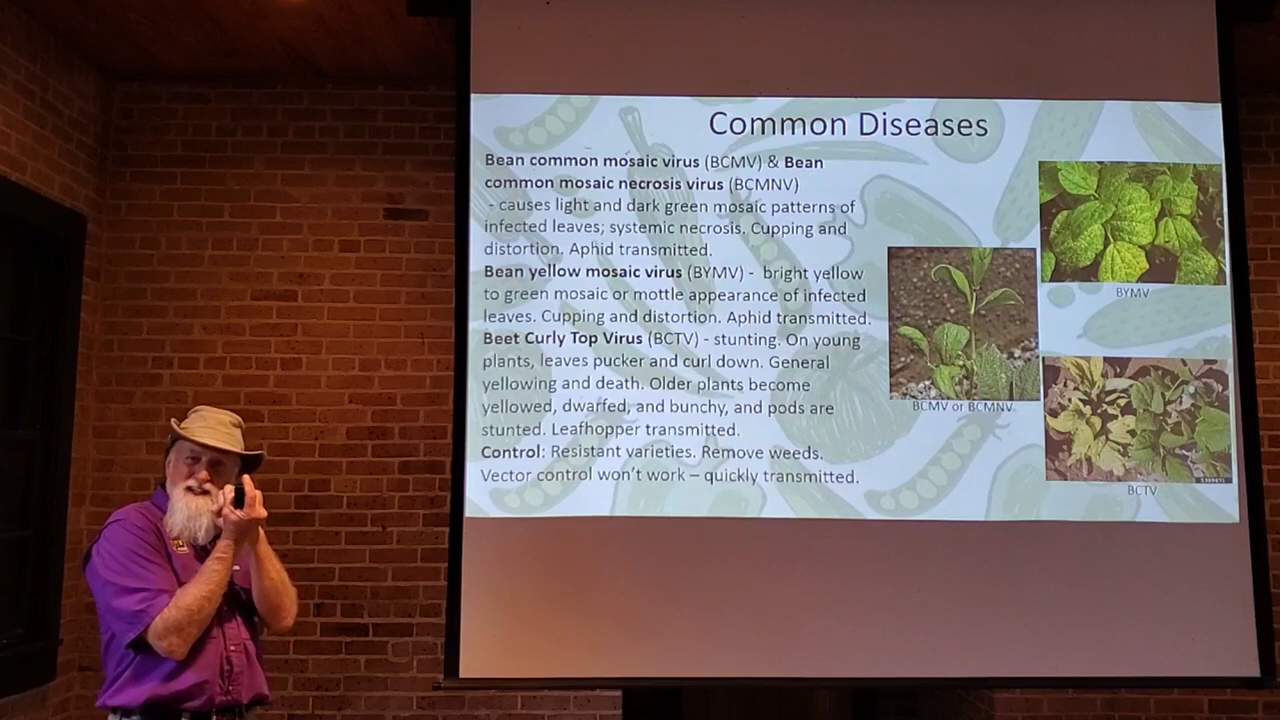 Common Diseases
Bean common mosaic virus (BCMV) & Bean
common mosaic necrosis virus (BCMNV)
- causes light and dark green mosaic patterns of
infected leaves; systemic necrosis. Cupping and
distortion. Aphid transmitted.
Bean yellow mosaic virus (BYMV) - bright yellow
to green mosaic or mottle appearance of infected
leaves. Cupping and distortion. Aphid transmitted.
Beet Curly Top Virus (BCTV) - stunting. On young
plants, leaves pucker and curl down. General
yellowing and death. Older plants become
yellowed, dwarfed, and bunchy, and pods are
stunted. Leafhopper transmitted.
Control: Resistant varieties. Remove weeds.
Vector control won't work – quickly transmitted.
BYMV
BCMV or BCMNV
BCTV